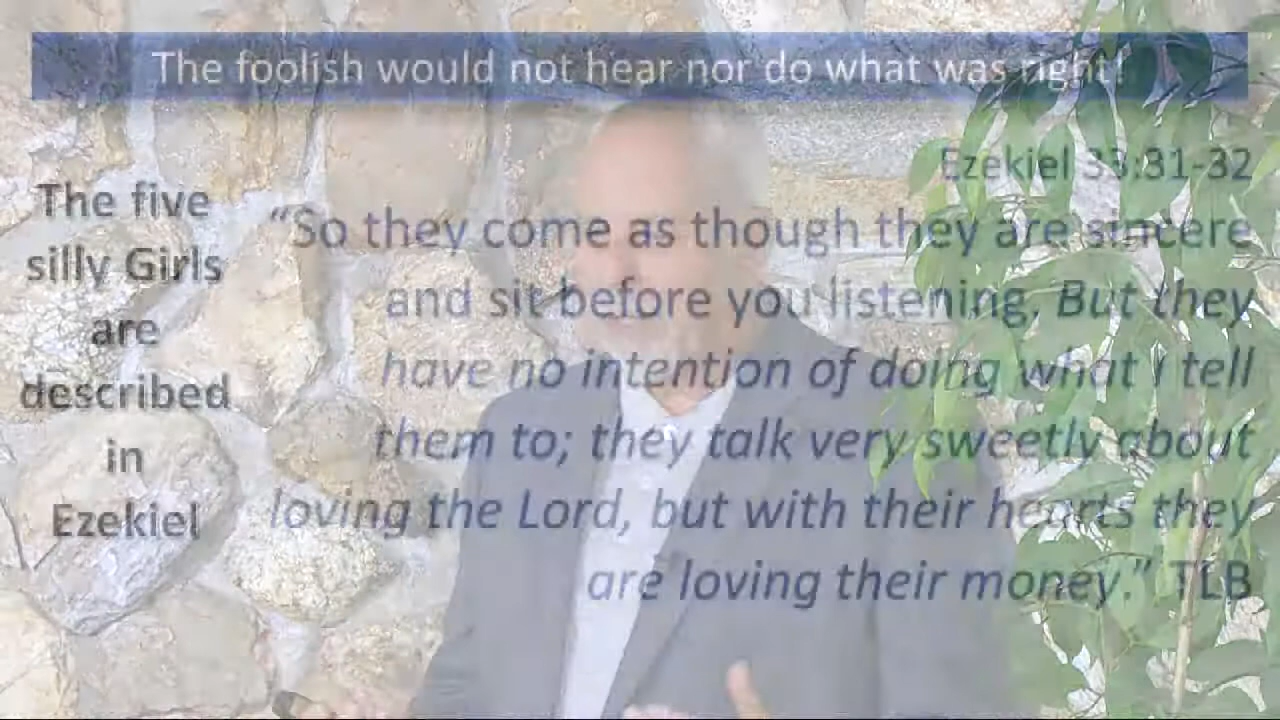 The foolish would not hear nor do what was right!
The five
silly Girls
are
described
in
Ezekiel
Ezekiel 33:31-32
“So they come as though they are sincere
and sit before you listening. But they
have no intention of doing what I tell
them to; they talk very sweetly about
loving the Lord, but with their hearts they
are loving their money.” TLB